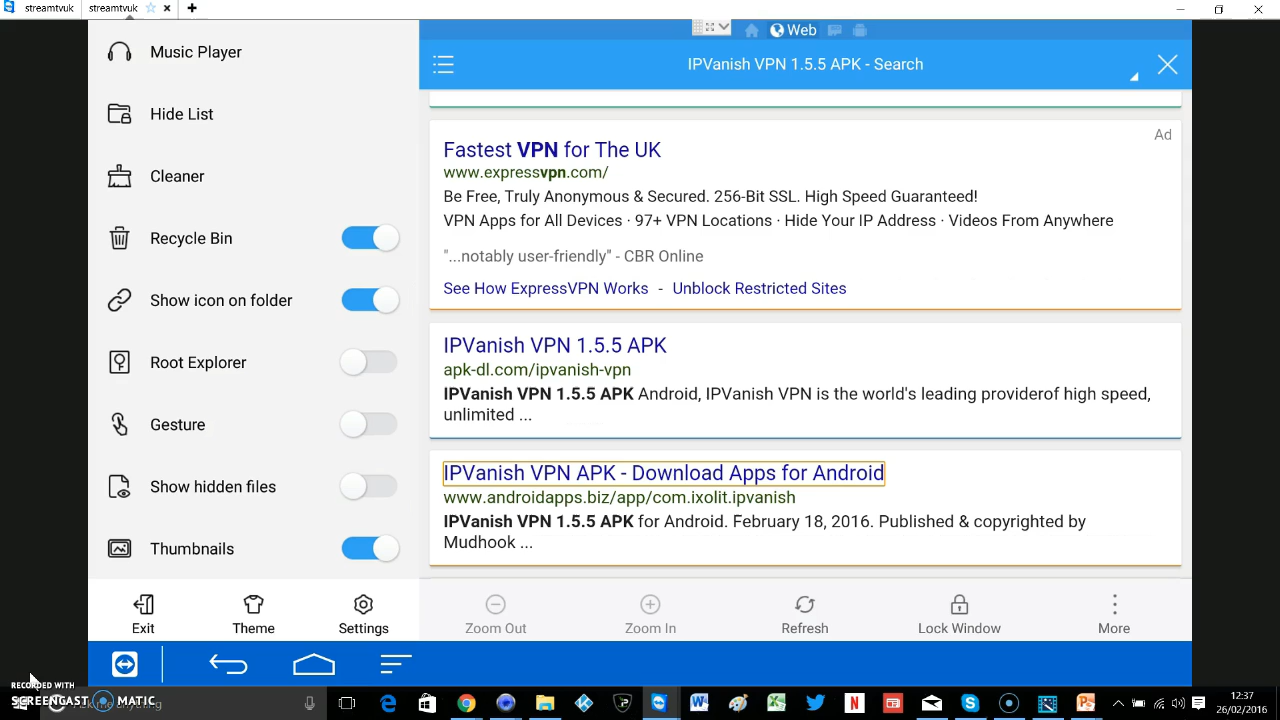 streamtvuk
streamtvuk
Music Player
Hide List
Cleaner
Recycle Bin
Show icon on folder
Root Explorer
Gesture
Show hidden files
Thumbnails
Exit
Theme
Settings
Web
IPVanish VPN 1.5.5 APK - Search
Ad
Fastest VPN for The UK
www.expressvpn.com/
Be Free, Truly Anonymous & Secured. 256-Bit SSL. High Speed Guaranteed!
VPN Apps for All Devices · 97+ VPN Locations · Hide Your IP Address · Videos From Anywhere
"...notably user-friendly" - CBR Online
See How ExpressVPN Works - Unblock Restricted Sites
IPVanish VPN 1.5.5 APK
apk-dl.com/ipvanish-vpn
IPVanish VPN 1.5.5 APK Android, IPVanish VPN is the world's leading providerof high speed,
unlimited ...
IPVanish VPN APK - Download Apps for Android
www.androidapps.biz/app/com.ixolit.ipvanish
IPVanish VPN 1.5.5 APK for Android. February 18, 2016. Published & copyrighted by
Mudhook ...
Zoom Out
Zoom In
Refresh
Lock Window
More
RECORDED WITH
SCREENCAST MATIC
12:37
26/02/2016